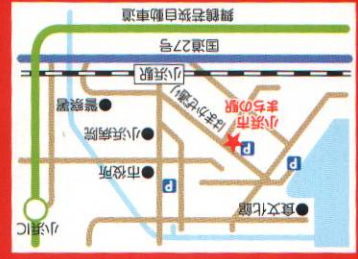 小浜IC
食文化館
市役所
P
P
P
小浜市
まちの駅
はまかぜ通り
小浜病院
警察署
小浜駅
国道27号
舞鶴若狭自動車道